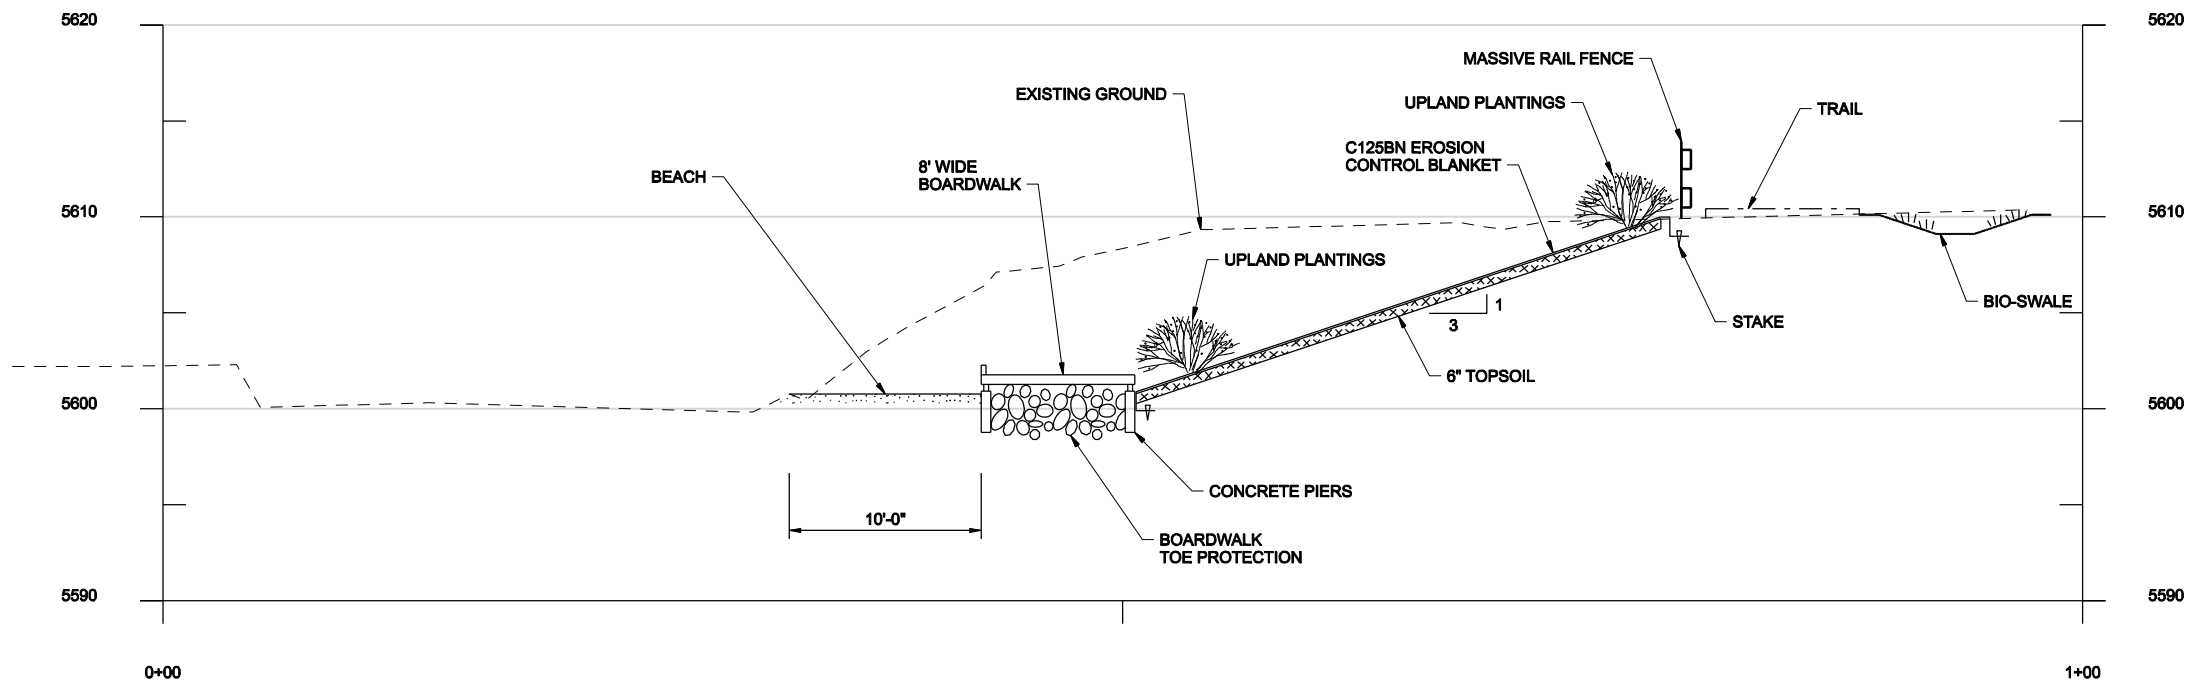 5620
5620
MASSIVE RAIL FENCE
EXISTING GROUND
UPLAND PLANTINGS
TRAIL
C125BN EROSION
CONTROL BLANKET
8' WIDE
BOARDWALK
BEACH
5610
5610
UPLAND PLANTINGS
BIO-SWALE
1
3
STAKE
6" TOPSOIL
5600
5600
CONCRETE PIERS
10'-0"
BOARDWALK
TOE PROTECTION
5590
5590
0+00
1+00